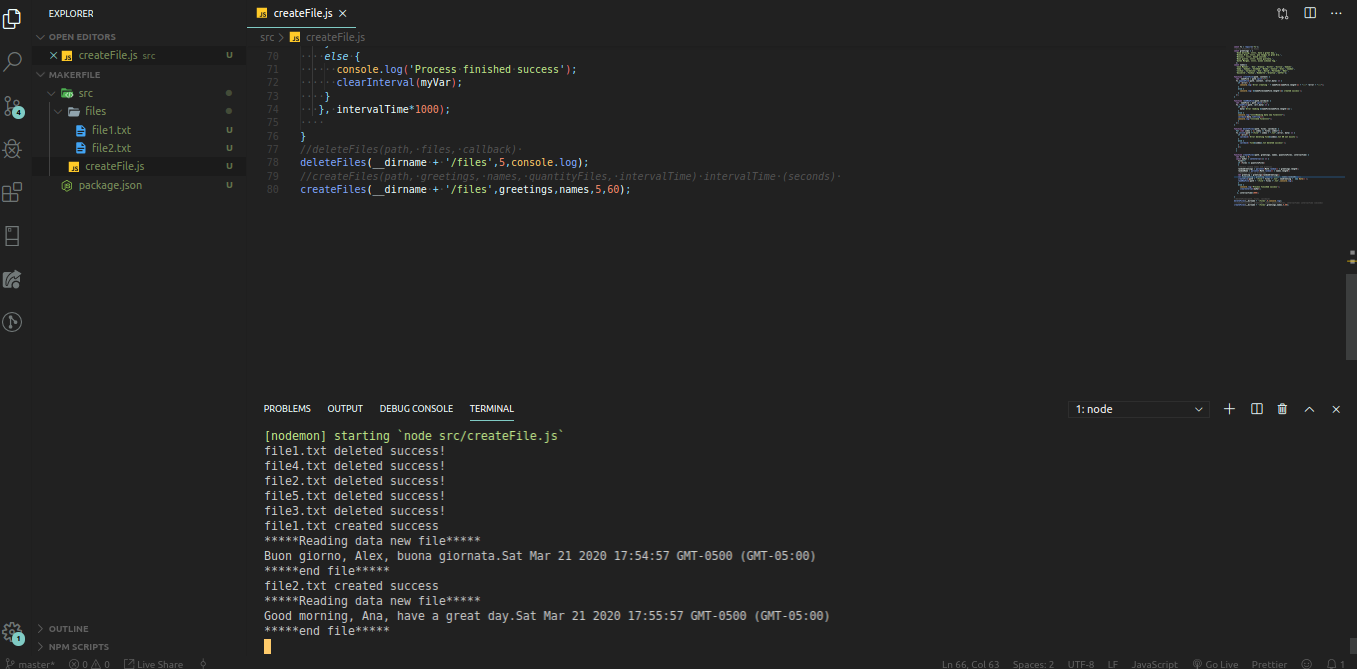 EXPLORER
OPEN EDITORS
createFile.js src U
MAKERFILE
src
files
file1.txt U
file2.txt U
createFile.js U
package.json U
OUTLINE
NPM SCRIPTS
4
1
createFile.js
src > createFile.js
70 else {
71 console.log('Process finished success');
72 clearInterval(myVar);
73 }
74 }, intervalTime*1000);
75
76 }
77 //deleteFiles(path, files, callback)
78 deleteFiles(__dirname + '/files',5,console.log);
79 //createFiles(path, greetings, names, quantityFiles, intervalTime) intervalTime (seconds)
80 createFiles(__dirname + '/files',greetings,names,5,60);
PROBLEMS OUTPUT DEBUG CONSOLE TERMINAL 1: node
[nodemon] starting `node src/createFile.js`
file1.txt deleted success!
file4.txt deleted success!
file2.txt deleted success!
file5.txt deleted success!
file3.txt deleted success!
file1.txt created success
*****Reading data new file*****
Buon giorno, Alex, buona giornata.Sat Mar 21 2020 17:54:57 GMT-0500 (GMT-05:00)
*****end file*****
file2.txt created success
*****Reading data new file*****
Good morning, Ana, have a great day.Sat Mar 21 2020 17:55:57 GMT-0500 (GMT-05:00)
*****end file*****
master* 0 0 Live Share Ln 66, Col 63 Spaces: 2 UTF-8 LF JavaScript Go Live Prettier 1